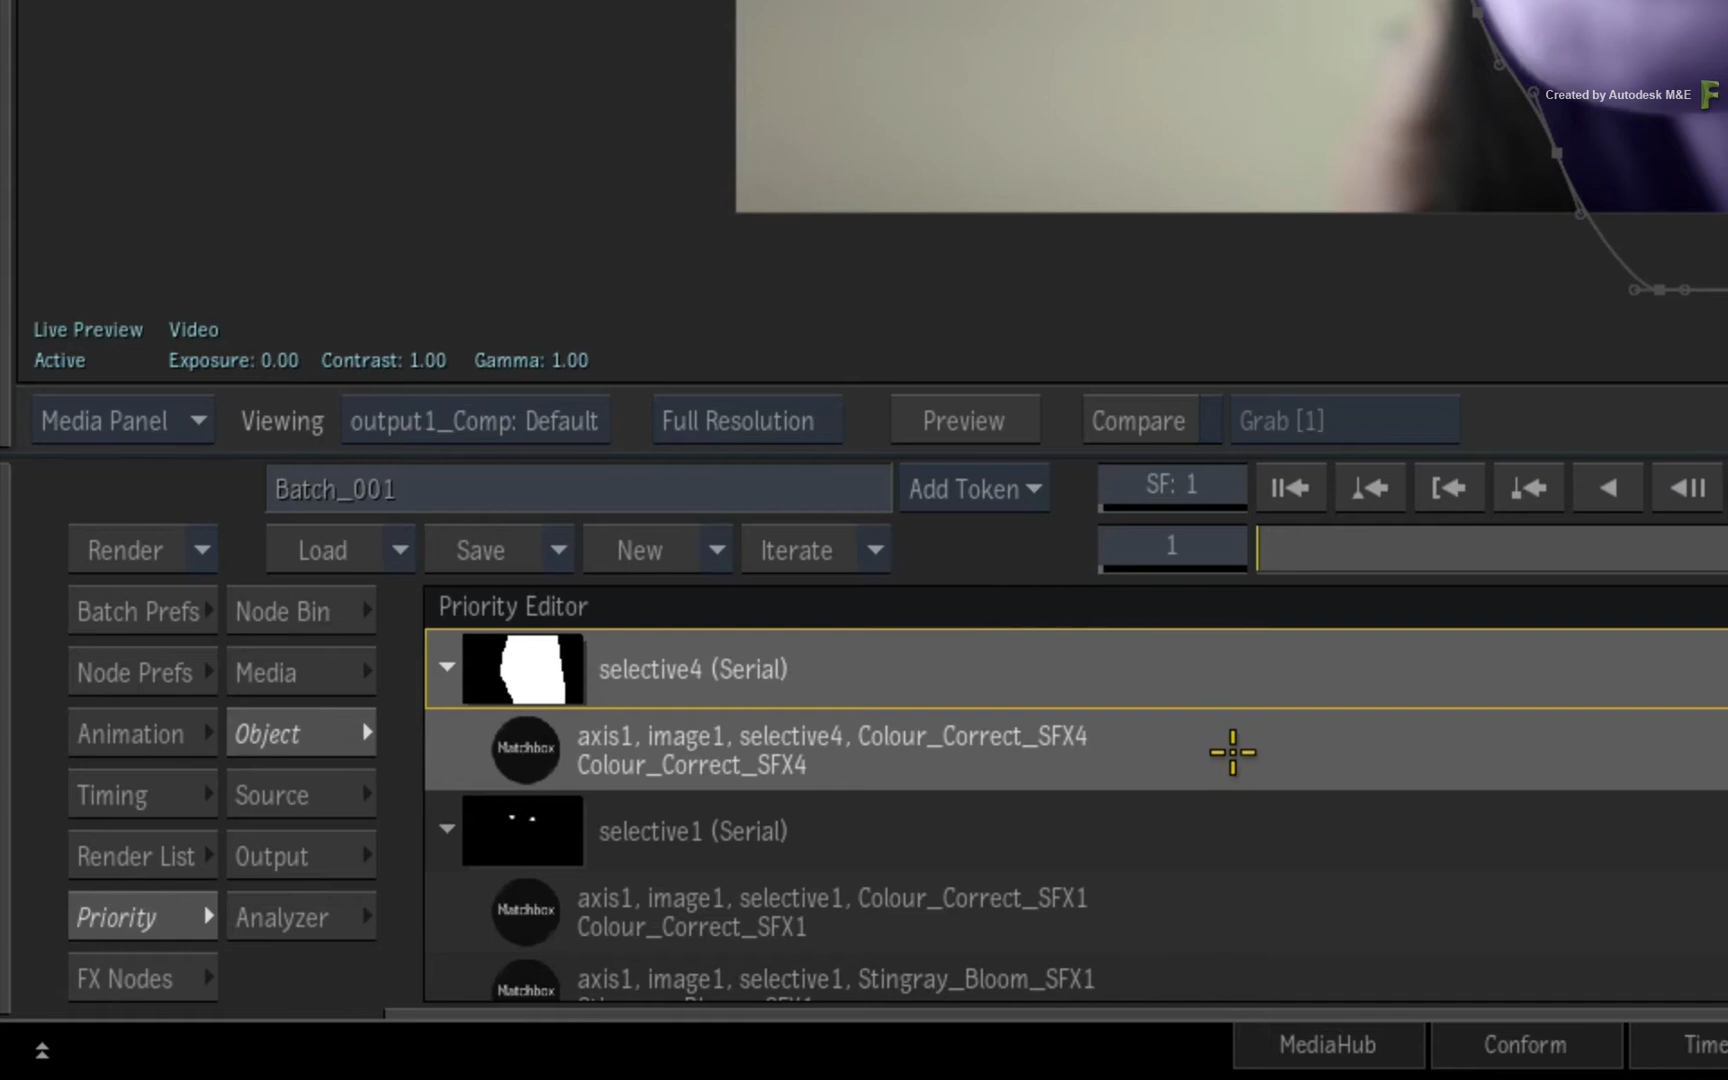 Created by Autodesk M&E
Live Preview Video
Active Exposure: 0.00 Contrast: 1.00 Gamma: 1.00
Media Panel Viewing output1_Comp: Default Full Resolution Preview Compare Grab [1]
Batch_001 Add Token SF: 1
Render Load Save New Iterate 1
Batch Prefs Node Bin Priority Editor
Node Prefs Media selective4 (Serial)
Animation Object Matchbox axis1, image1, selective4, Colour_Correct_SFX4
Colour_Correct_SFX4
Timing Source selective1 (Serial)
Render List Output
Priority Analyzer Matchbox axis1, image1, selective1, Colour_Correct_SFX1
Colour_Correct_SFX1
FX Nodes Matchbox axis1, image1, selective1, Stingray_Bloom_SFX1
MediaHub Conform